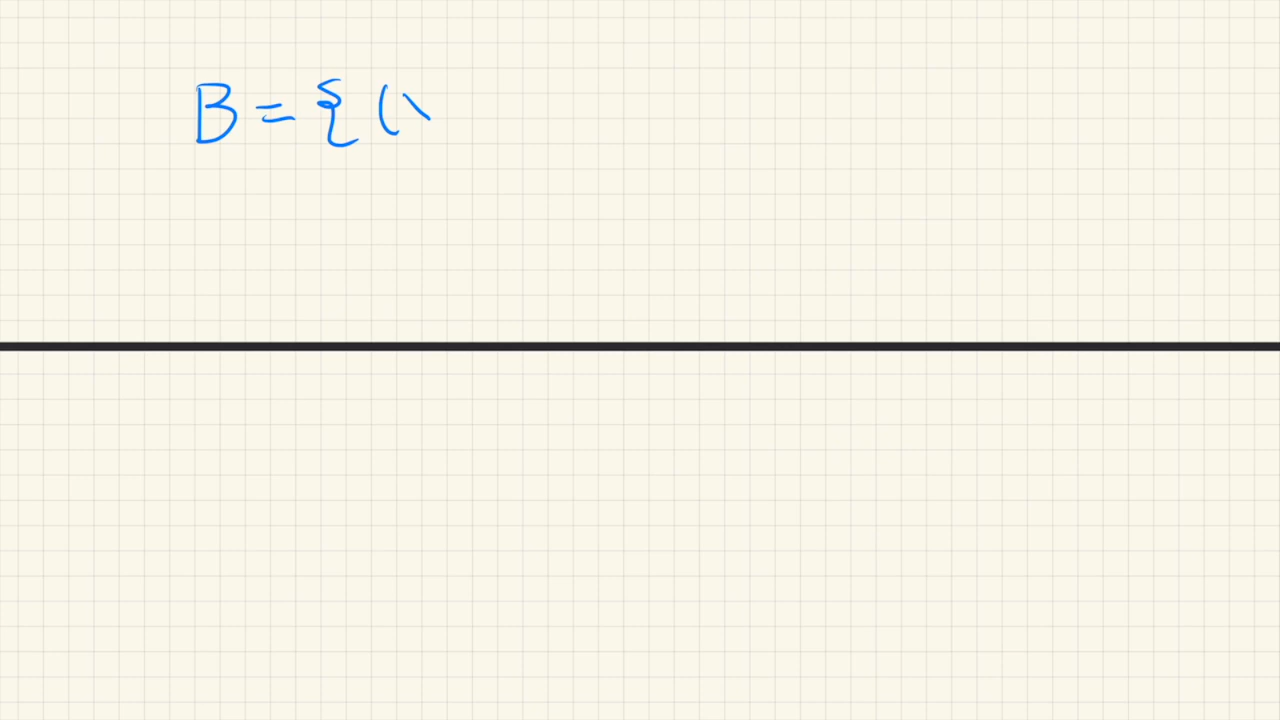 B = { ( \